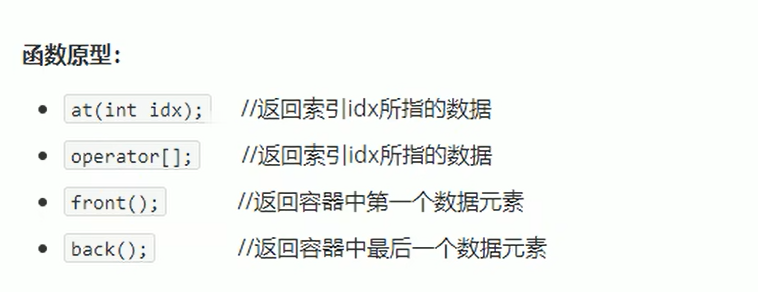 函数原型：
at(int idx); //返回索引idx所指的数据
operator[]; //返回索引idx所指的数据
front(); //返回容器中第一个数据元素
back(); //返回容器中最后一个数据元素